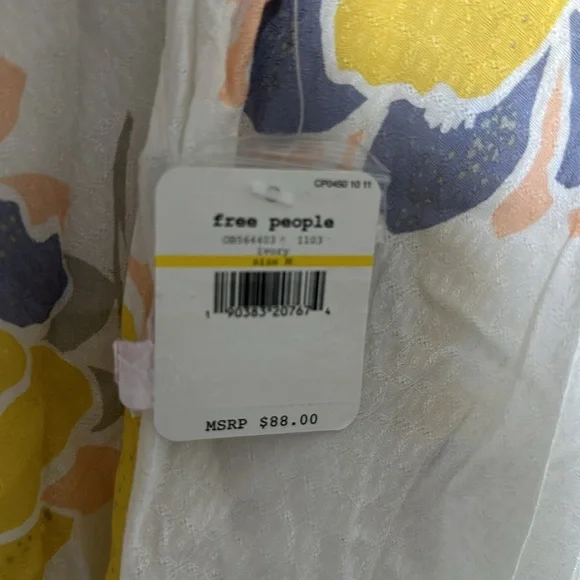 CP0450 10 11
free people
OB564403 1103
ivory
size M
1 90383 20767 4
MSRP $88.00